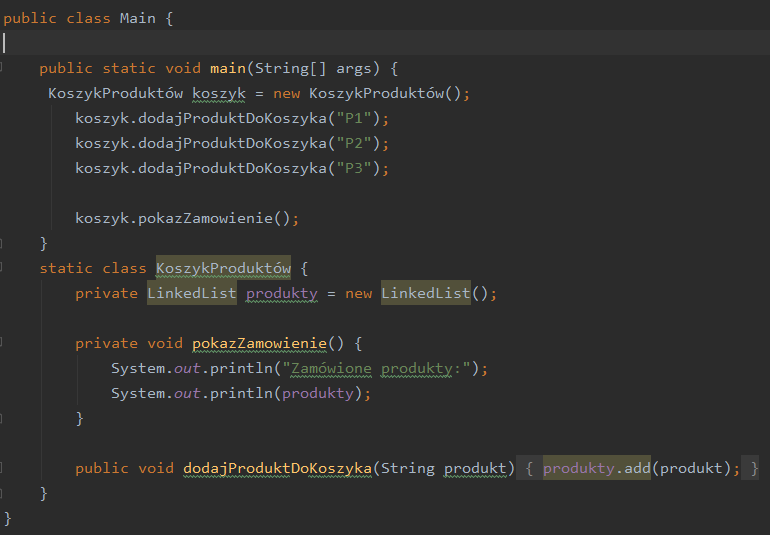 public class Main {
public static void main(String[] args) {
KoszykProduktów koszyk = new KoszykProduktów();
koszyk.dodajProduktDoKoszyka("P1");
koszyk.dodajProduktDoKoszyka("P2");
koszyk.dodajProduktDoKoszyka("P3");
koszyk.pokazZamowienie();
}
static class KoszykProduktów {
private LinkedList produkty = new LinkedList();
private void pokazZamowienie() {
System.out.println("Zamówione produkty:");
System.out.println(produkty);
}
public void dodajProduktDoKoszyka(String produkt) { produkty.add(produkt); }
}
}